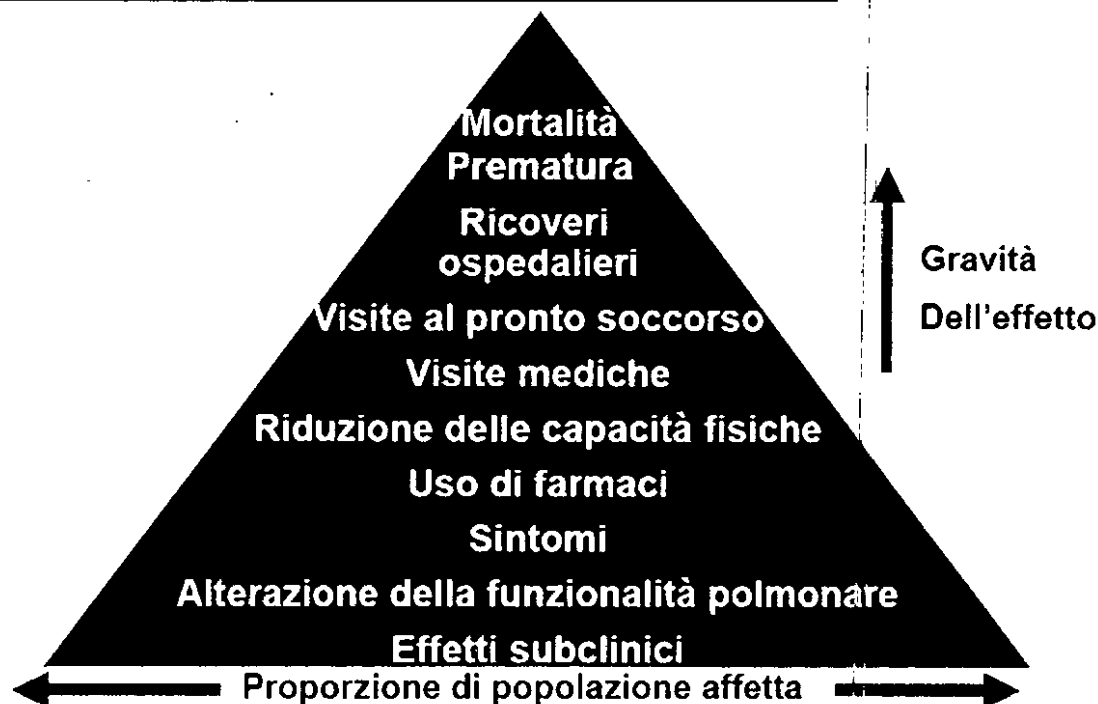 Mortalità
Prematura
Ricoveri
ospedalieri
Visite al pronto soccorso
Visite mediche
Riduzione delle capacità fisiche
Uso di farmaci
Sintomi
Alterazione della funzionalità polmonare
Effetti subclinici
Gravità
Dell'effetto
Proporzione di popolazione affetta